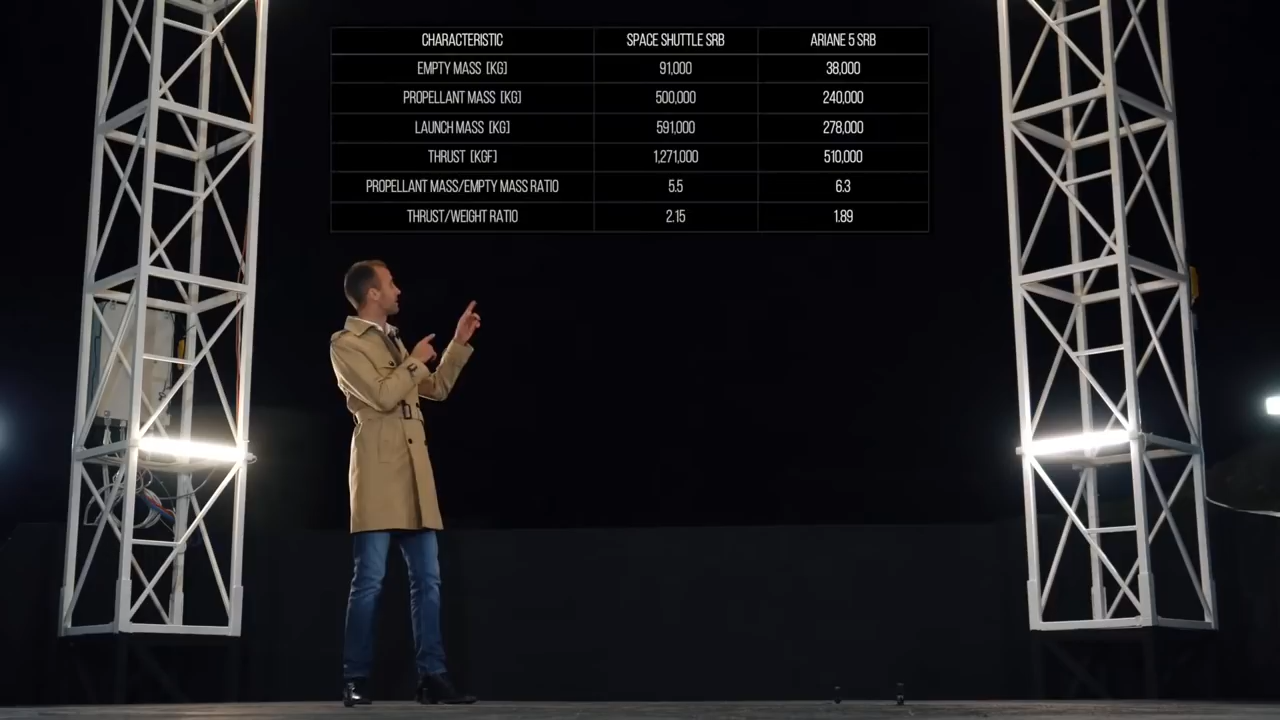 CHARACTERISTIC SPACE SHUTTLE SRB ARIANE 5 SRB
EMPTY MASS [KG] 91,000 38,000
PROPELLANT MASS [KG] 500,000 240,000
LAUNCH MASS [KG] 591,000 278,000
THRUST [KGF] 1,271,000 510,000
PROPELLANT MASS/EMPTY MASS RATIO 5.5 6.3
THRUST/WEIGHT RATIO 2.15 1.89